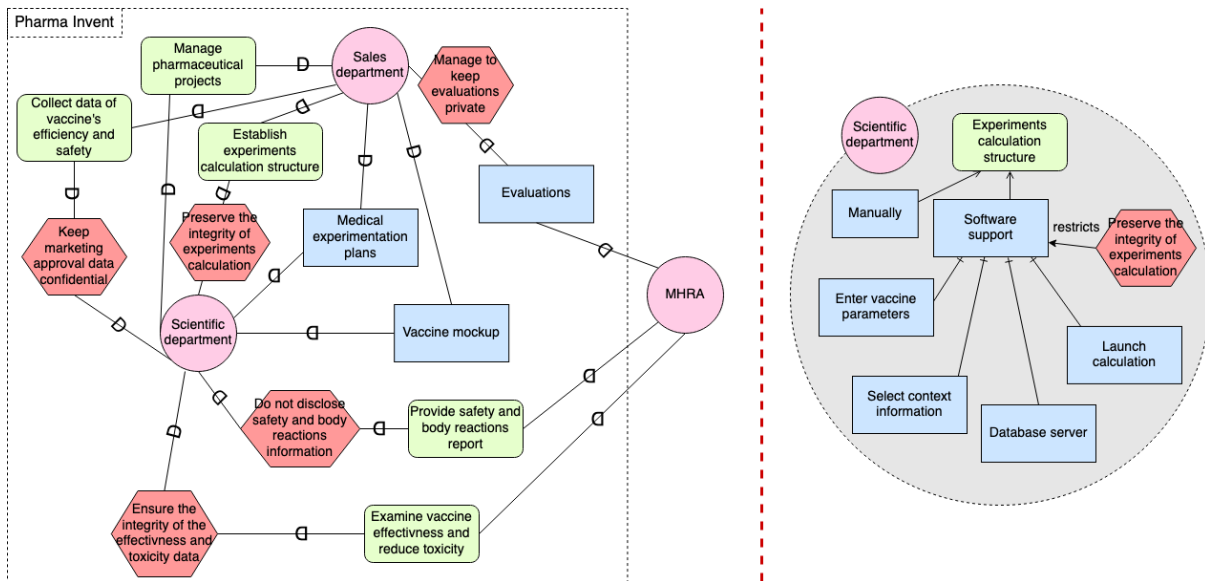 Pharma Invent
Manage
pharmaceutical
projects
D
Sales
department
Manage to
keep
evaluations
private
Collect data of
vaccine's
efficiency and
safety
D
D
Establish
experiments
calculation structure
D
D
D
Evaluations
D
D
D
Keep
marketing
approval data
confidential
Preserve the
integrity of
experiments
calculation
Medical
experimentation
plans
D
D
MHRA
D
Scientific
department
D
Vaccine mockup
D
Do not disclose
safety and body
reactions
information
D
Provide safety and
body reactions
report
D
D
D
Ensure the
integrity of the
effectivness and
toxicity data
D
Examine vaccine
effectivness and
reduce toxicity
Scientific
department
Experiments
calculation
structure
Manually
Software
support
restricts
Preserve the
integrity of
experiments
calculation
Enter vaccine
parameters
Launch
calculation
Select context
information
Database server